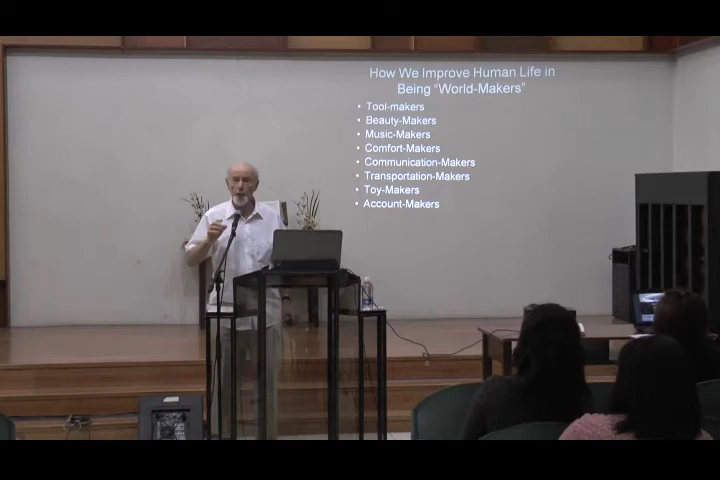 How We Improve Human Life in
Being "World-Makers"
• Tool-makers
• Beauty-Makers
• Music-Makers
• Comfort-Makers
• Communication-Makers
• Transportation-Makers
• Toy-Makers
• Account-Makers